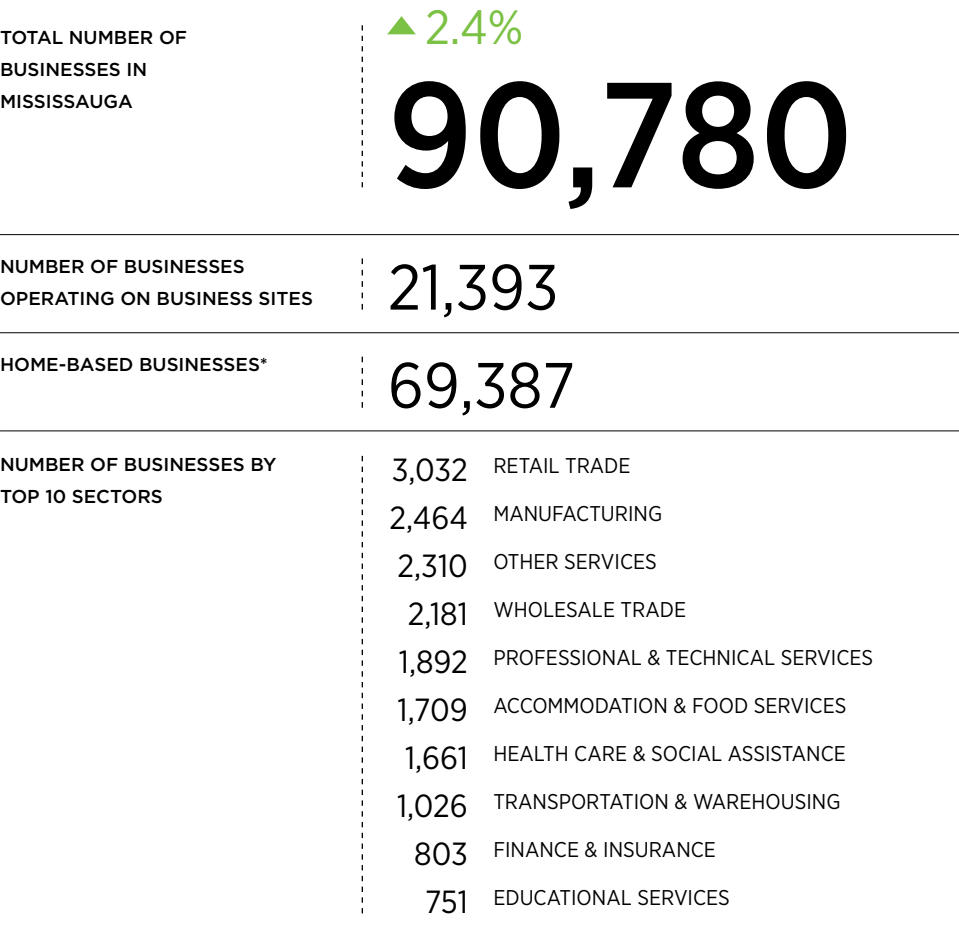 TOTAL NUMBER OF
BUSINESSES IN
MISSISSAUGA
2.4%
90,780
NUMBER OF BUSINESSES
OPERATING ON BUSINESS SITES
21,393
HOME-BASED BUSINESSES*
69,387
NUMBER OF BUSINESSES BY
TOP 10 SECTORS
3,032 RETAIL TRADE
2,464 MANUFACTURING
2,310 OTHER SERVICES
2,181 WHOLESALE TRADE
1,892 PROFESSIONAL & TECHNICAL SERVICES
1,709 ACCOMMODATION & FOOD SERVICES
1,661 HEALTH CARE & SOCIAL ASSISTANCE
1,026 TRANSPORTATION & WAREHOUSING
803 FINANCE & INSURANCE
751 EDUCATIONAL SERVICES